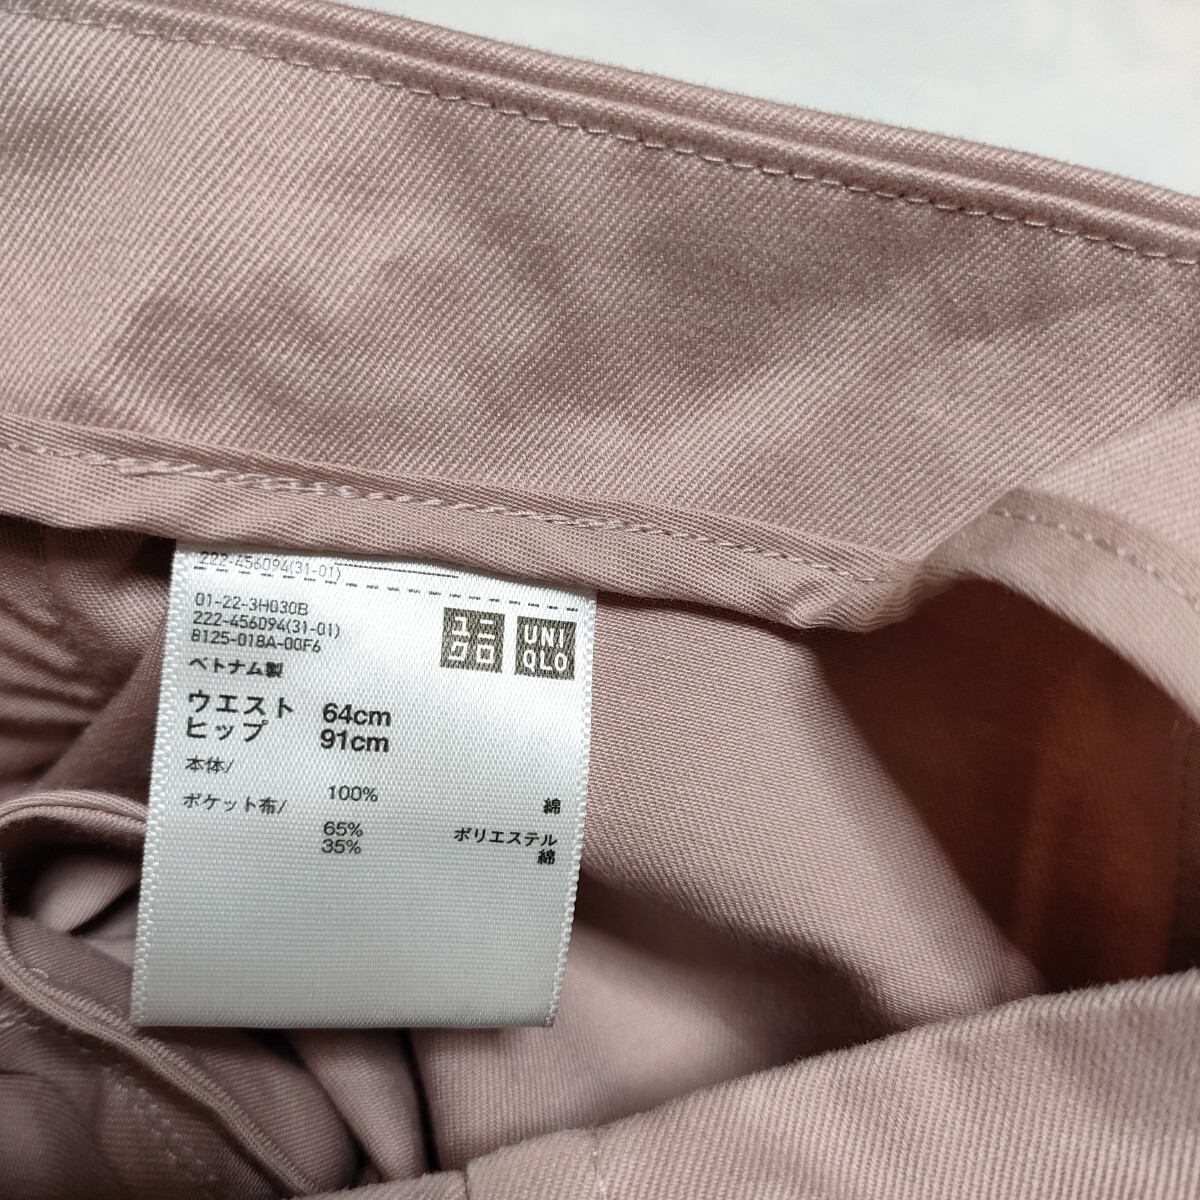 222-456094(31-01)
01-22-3H030B
222-456094(31-01)
8125-018A-00F6
ベトナム製
ユニクロ
UNIQLO
ウエスト 64cm
ヒップ 91cm
本体/
100% 綿
ポケット布/
65% ポリエステル
35% 綿